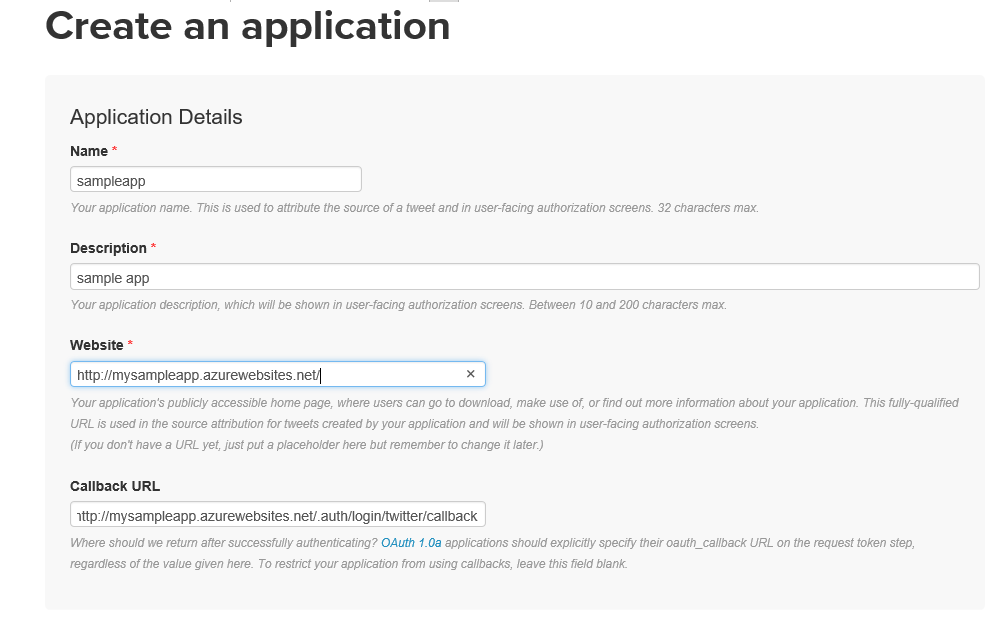 Create an application
Application Details
Name *
sampleapp
Your application name. This is used to attribute the source of a tweet and in user-facing authorization screens. 32 characters max.
Description *
sample app
Your application description, which will be shown in user-facing authorization screens. Between 10 and 200 characters max.
Website *
http://mysampleapp.azurewebsites.net/
Your application's publicly accessible home page, where users can go to download, make use of, or find out more information about your application. This fully-qualified
URL is used in the source attribution for tweets created by your application and will be shown in user-facing authorization screens.
(If you don't have a URL yet, just put a placeholder here but remember to change it later.)
Callback URL
http://mysampleapp.azurewebsites.net/.auth/login/twitter/callback
Where should we return after successfully authenticating? OAuth 1.0a applications should explicitly specify their oauth_callback URL on the request token step,
regardless of the value given here. To restrict your application from using callbacks, leave this field blank.